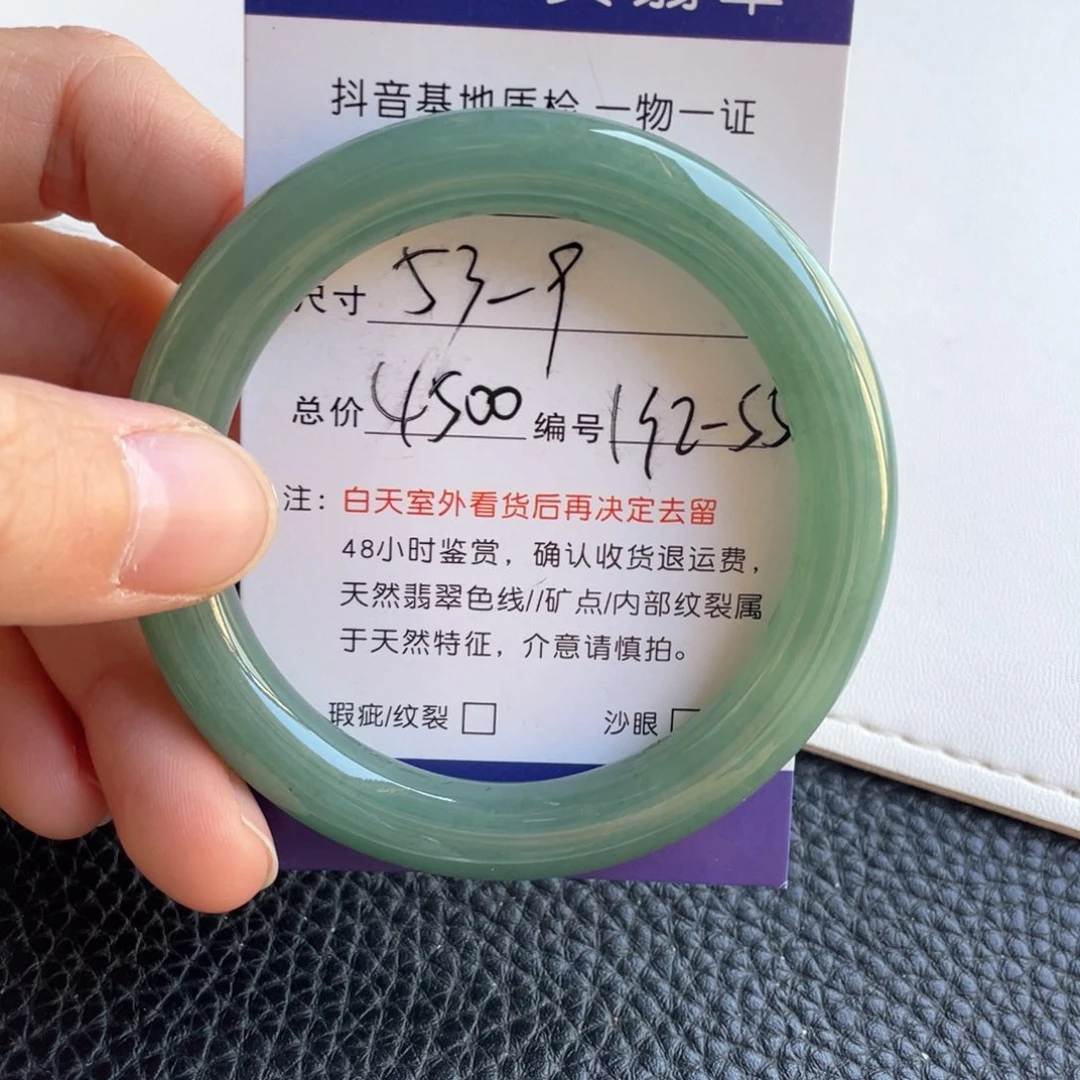 抖音基地质检 一物一证
尺寸 53-9
总价 4500 编号 192-55
注：白天室外看货后再决定去留
48小时鉴赏，确认收货退运费，
天然翡翠色线//矿点/内部纹裂属
于天然特征，介意请慎拍。
瑕疵/纹裂 沙眼